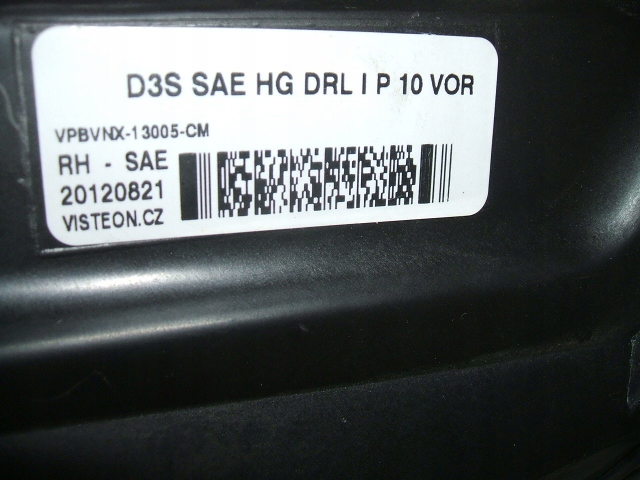 D3S SAE HG DRL I P 10 VOR
VPBVNX-13005-CM
RH - SAE
20120821
VISTEON.CZ